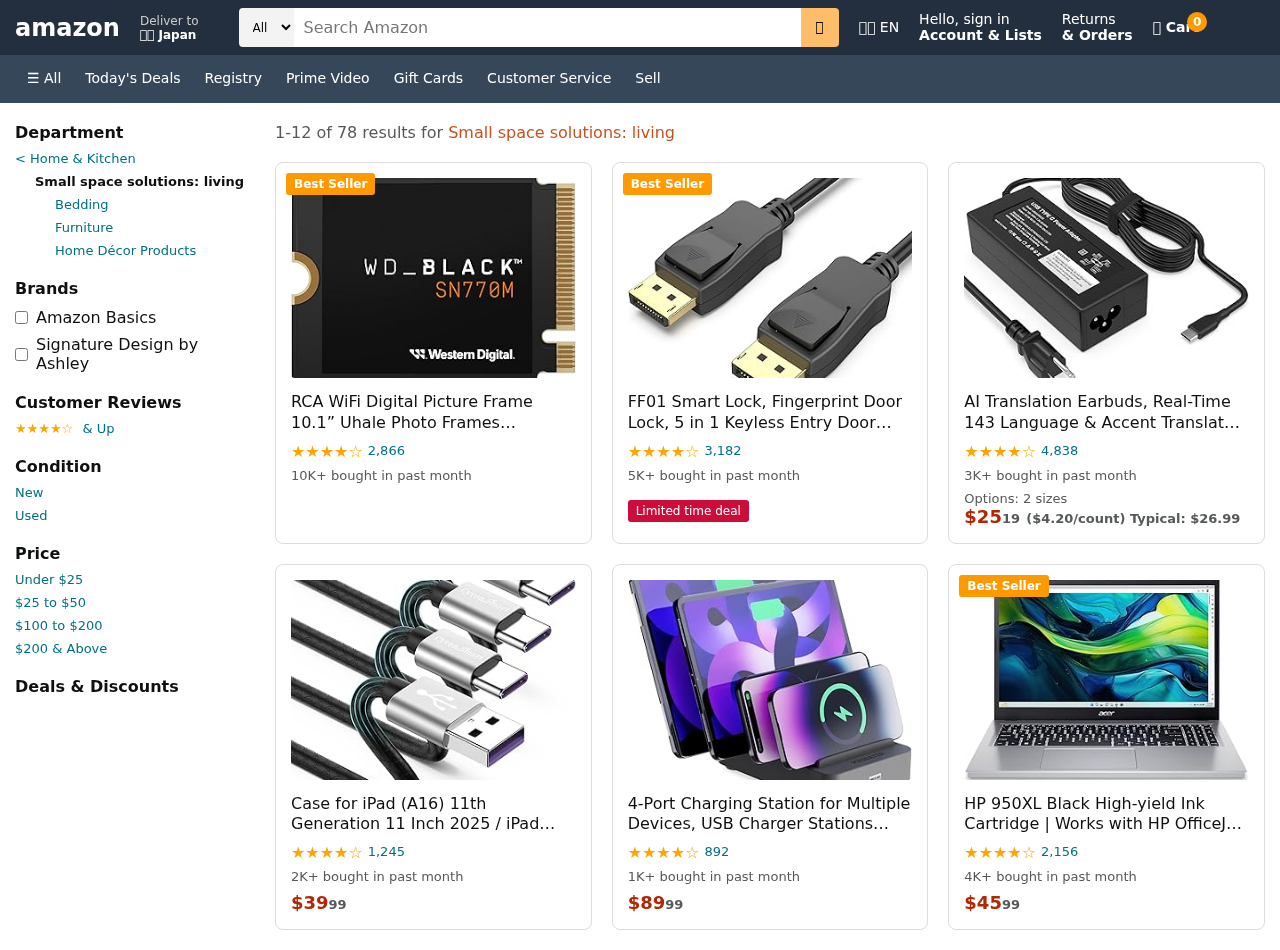 amazon
Deliver to
Japan
All
Search Amazon
EN
Hello, sign in
Account & Lists
Returns
& Orders
0
☰ All
Today's Deals
Registry
Prime Video
Gift Cards
Customer Service
Sell
Department
< Home & Kitchen
Small space solutions: living
Bedding
Furniture
Home Décor Products
Brands
Amazon Basics
Signature Design by
Ashley
Customer Reviews
★★★★☆ & Up
Condition
New
Used
Price
Under $25
$25 to $50
$100 to $200
$200 & Above
Deals & Discounts
1-12 of 78 results for Small space solutions: living
Best Seller
WD_BLACK™
SN770M
Western Digital.
RCA WiFi Digital Picture Frame
10.1” Uhale Photo Frames…
★★★★☆ 2,866
10K+ bought in past month
Best Seller
FF01 Smart Lock, Fingerprint Door
Lock, 5 in 1 Keyless Entry Door…
★★★★☆ 3,182
5K+ bought in past month
Limited time deal
USB TYPE C Power Adapter
AI Translation Earbuds, Real-Time
143 Language & Accent Translat…
★★★★☆ 4,838
3K+ bought in past month
Options: 2 sizes
$2519 ($4.20/count) Typical: $26.99
Case for iPad (A16) 11th
Generation 11 Inch 2025 / iPad…
★★★★☆ 1,245
2K+ bought in past month
$3999
4-Port Charging Station for Multiple
Devices, USB Charger Stations…
★★★★☆ 892
1K+ bought in past month
$8999
Best Seller
acer
HP 950XL Black High-yield Ink
Cartridge | Works with HP OfficeJ…
★★★★☆ 2,156
4K+ bought in past month
$4599